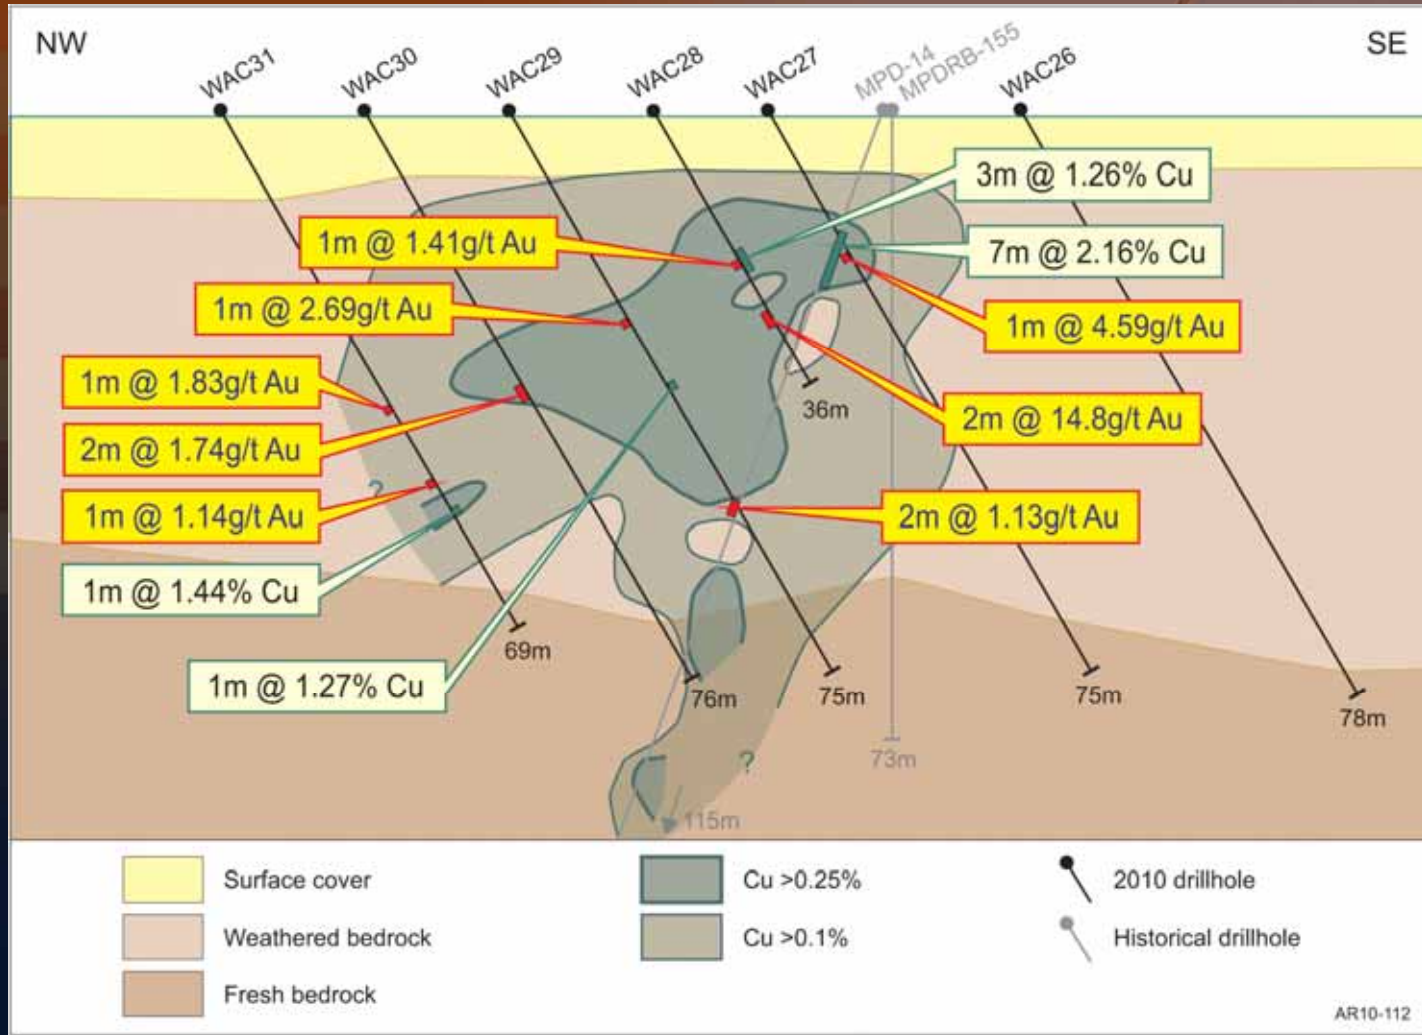 NW
SE
WAC31
WAC30
WAC29
WAC28
WAC27
MPD-14
MPDRB-155
WAC26
3m @ 1.26% Cu
1m @ 1.41g/t Au
7m @ 2.16% Cu
1m @ 2.69g/t Au
1m @ 4.59g/t Au
1m @ 1.83g/t Au
36m
2m @ 14.8g/t Au
2m @ 1.74g/t Au
?
1m @ 1.14g/t Au
2m @ 1.13g/t Au
1m @ 1.44% Cu
69m
1m @ 1.27% Cu
76m
75m
75m
78m
73m
?
115m
Surface cover
Cu >0.25%
2010 drillhole
Weathered bedrock
Cu >0.1%
Historical drillhole
Fresh bedrock
AR10-112